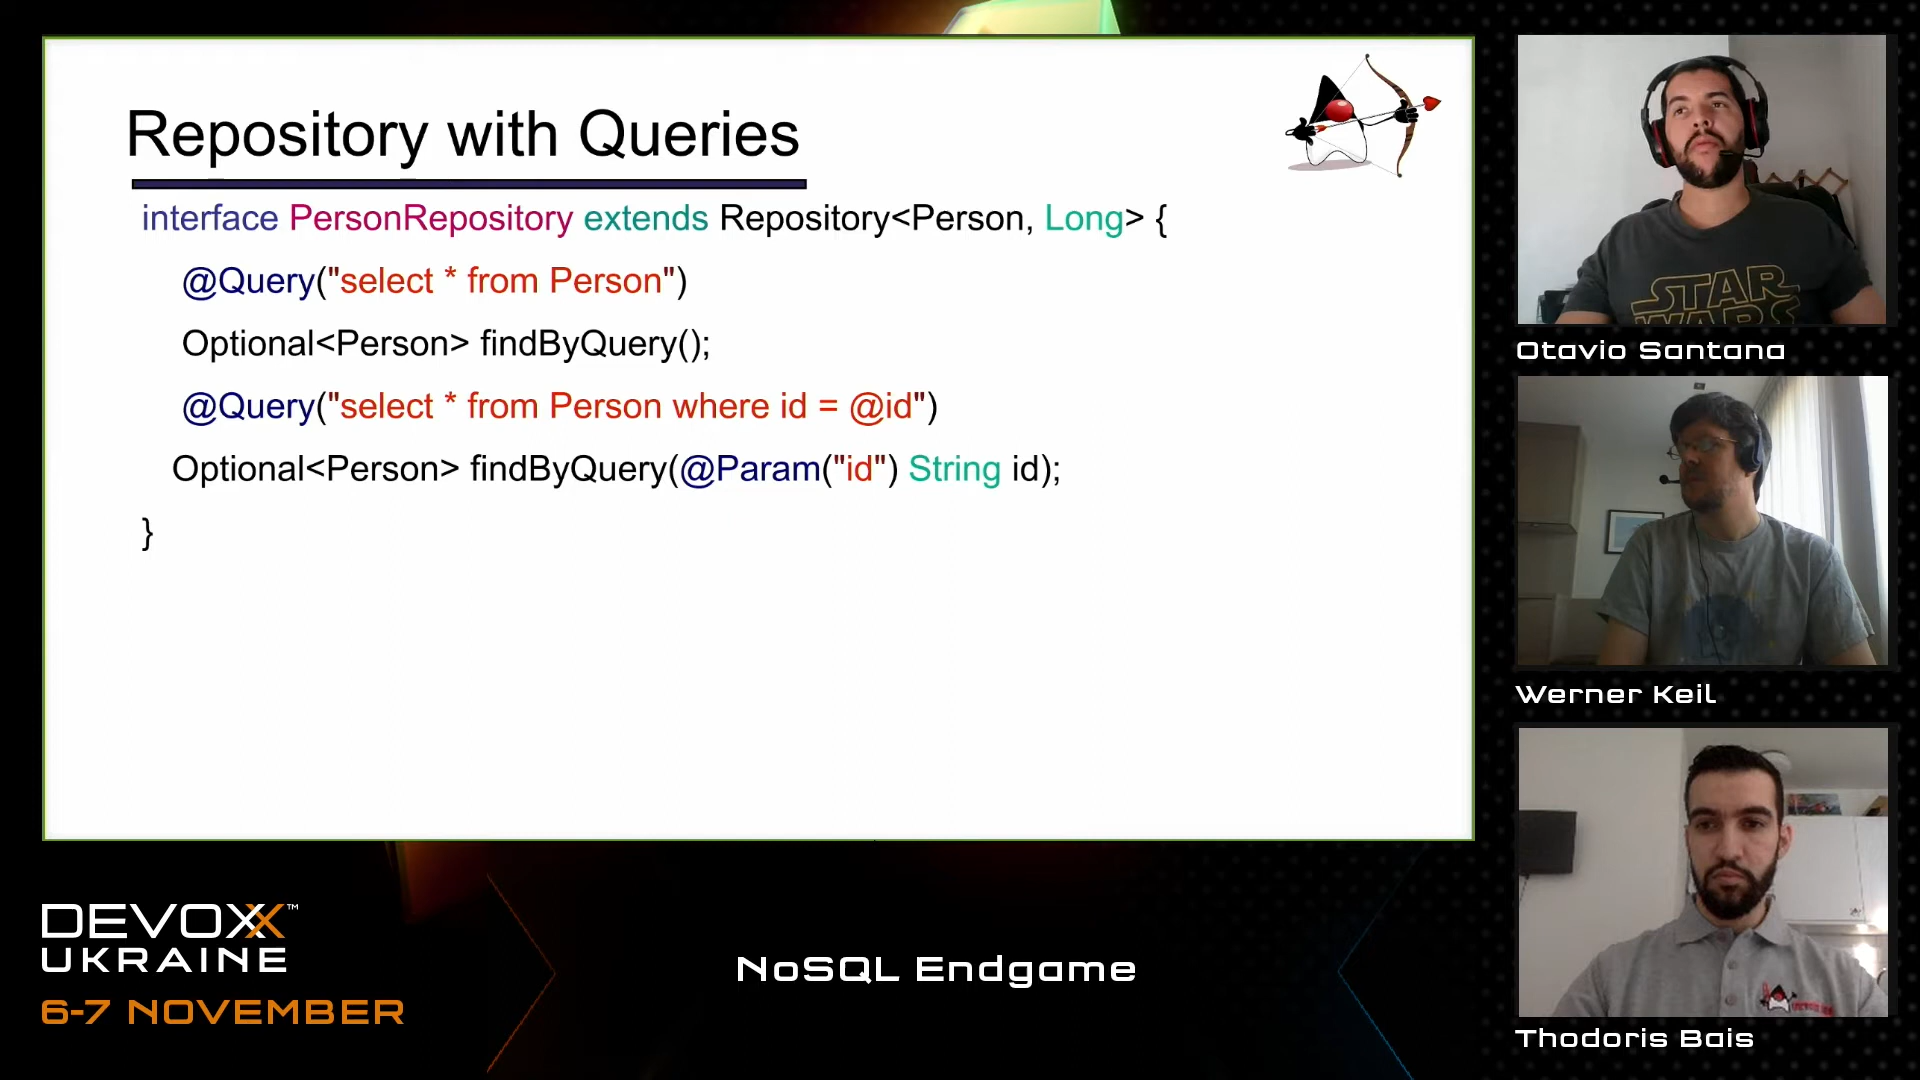 Repository with Queries
interface PersonRepository extends Repository<Person, Long> {
@Query("select * from Person")
Optional<Person> findByQuery();
@Query("select * from Person where id = @id")
Optional<Person> findByQuery(@Param("id") String id);
}
STAR
WARS
Otavio Santana
Werner Keil
Thodoris Bais
DEVOXX™
UKRAINE
6-7 NOVEMBER
NoSQL Endgame